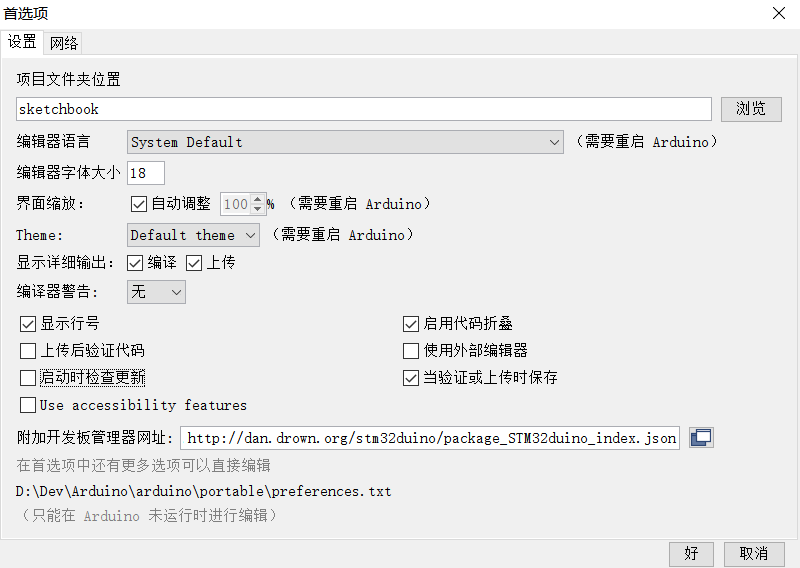 首选项
设置 网络
项目文件夹位置
sketchbook 浏览
编辑器语言 System Default （需要重启 Arduino）
编辑器字体大小 18
界面缩放： 自动调整 100 % （需要重启 Arduino）
Theme: Default theme （需要重启 Arduino）
显示详细输出： 编译 上传
编译器警告: 无
显示行号 启用代码折叠
上传后验证代码 使用外部编辑器
启动时检查更新 当验证或上传时保存
Use accessibility features
附加开发板管理器网址: http://dan.drown.org/stm32duino/package_STM32duino_index.json
在首选项中还有更多选项可以直接编辑
D:\Dev\Arduino\arduino\portable\preferences.txt
（只能在 Arduino 未运行时进行编辑）
好 取消